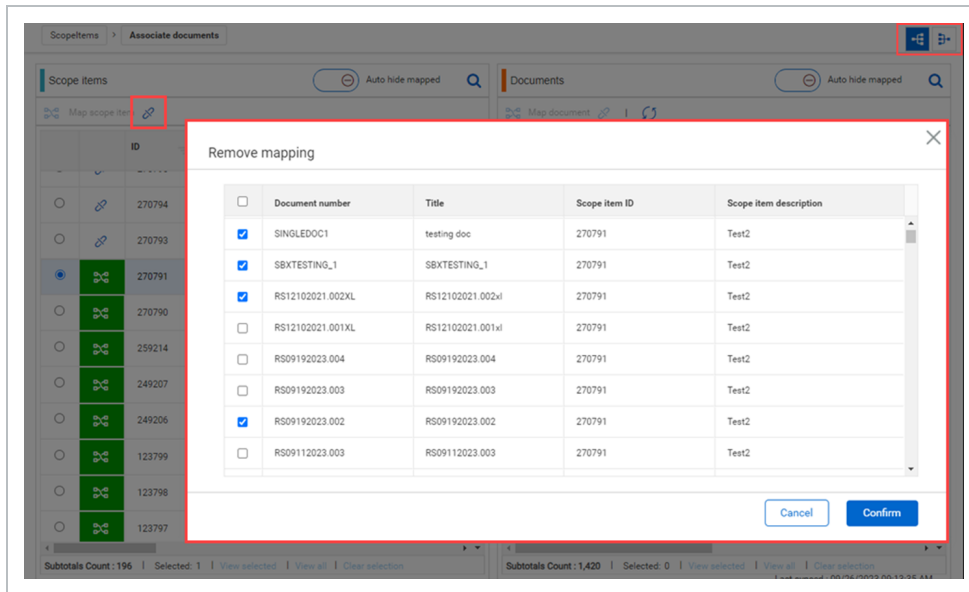 ScopeItems > Associate documents
Scope items Auto hide mapped Documents Auto hide mapped
Map scope item Map document
ID
Remove mapping
Document number Title Scope item ID Scope item description
270794
SINGLEDOC1 testing doc 270791 Test2
270793
SBXTESTING_1 SBXTESTING_1 270791 Test2
270791
RS12102021.002XL RS12102021.002xl 270791 Test2
270790
RS12102021.001XL RS12102021.001xl 270791 Test2
259214
RS09192023.004 RS09192023.004 270791 Test2
249207
RS09192023.003 RS09192023.003 270791 Test2
249206
RS09192023.002 RS09192023.002 270791 Test2
123799
RS09112023.003 RS09112023.003 270791 Test2
123798
Cancel Confirm
123797
Subtotals Count : 196 | Selected: 1 | View selected | View all | Clear selection
Subtotals Count : 1,420 | Selected: 0 | View selected | View all | Clear selection